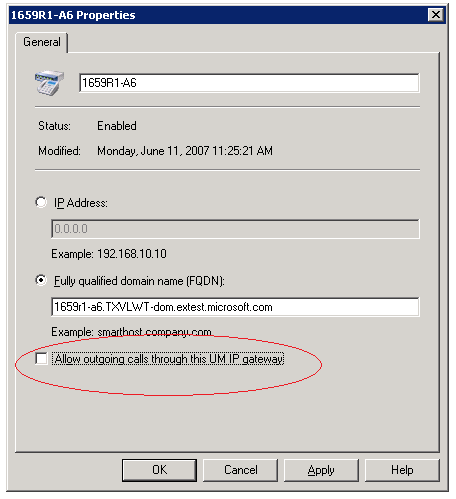 1659R1-A6 Properties
General
1659R1-A6
Status: Enabled
Modified: Monday, June 11, 2007 11:25:21 AM
IP Address:
0.0.0.0
Example: 192.168.10.10
Fully qualified domain name (FQDN):
1659r1-a6.TXVLWT-dom.extest.microsoft.com
Example: smarthost.company.com
Allow outgoing calls through this UM IP gateway
OK Cancel Apply Help